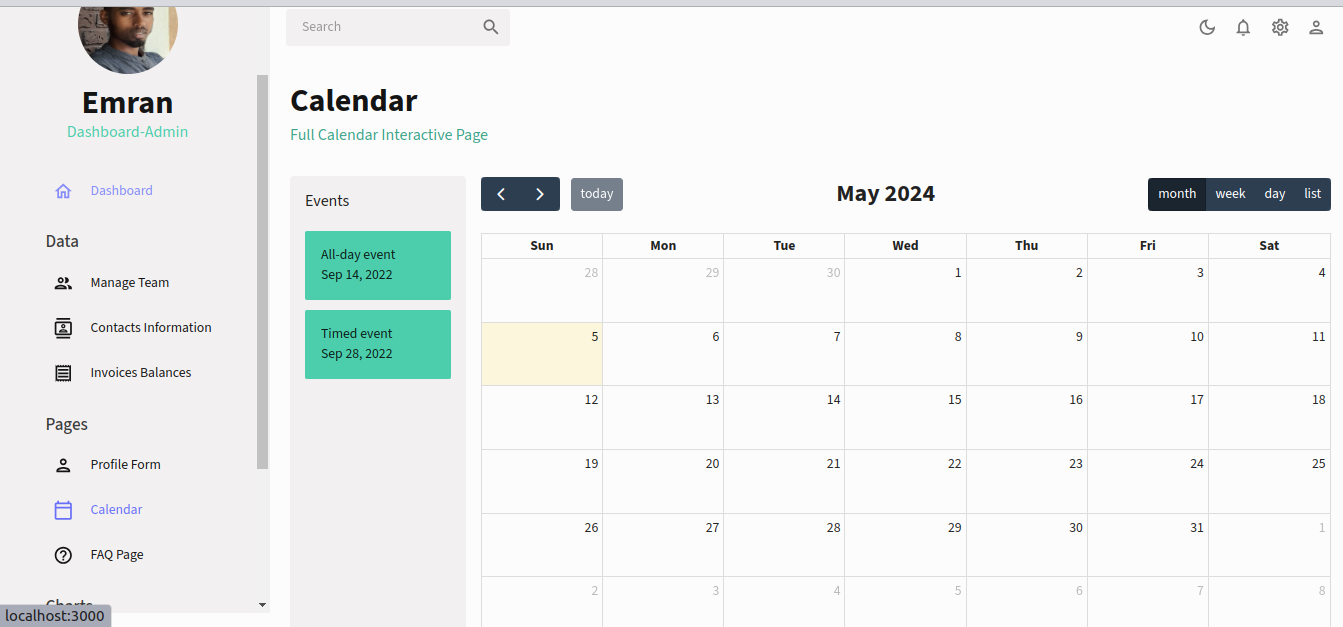 Emran
Dashboard-Admin
Dashboard
Data
Manage Team
Contacts Information
Invoices Balances
Pages
Profile Form
Calendar
FAQ Page
Charts
localhost:3000
Search
Calendar
Full Calendar Interactive Page
Events
All-day event
Sep 14, 2022
Timed event
Sep 28, 2022
today
May 2024
month week day list
Sun Mon Tue Wed Thu Fri Sat
28 29 30 1 2 3 4
5 6 7 8 9 10 11
12 13 14 15 16 17 18
19 20 21 22 23 24 25
26 27 28 29 30 31 1
2 3 4 5 6 7 8